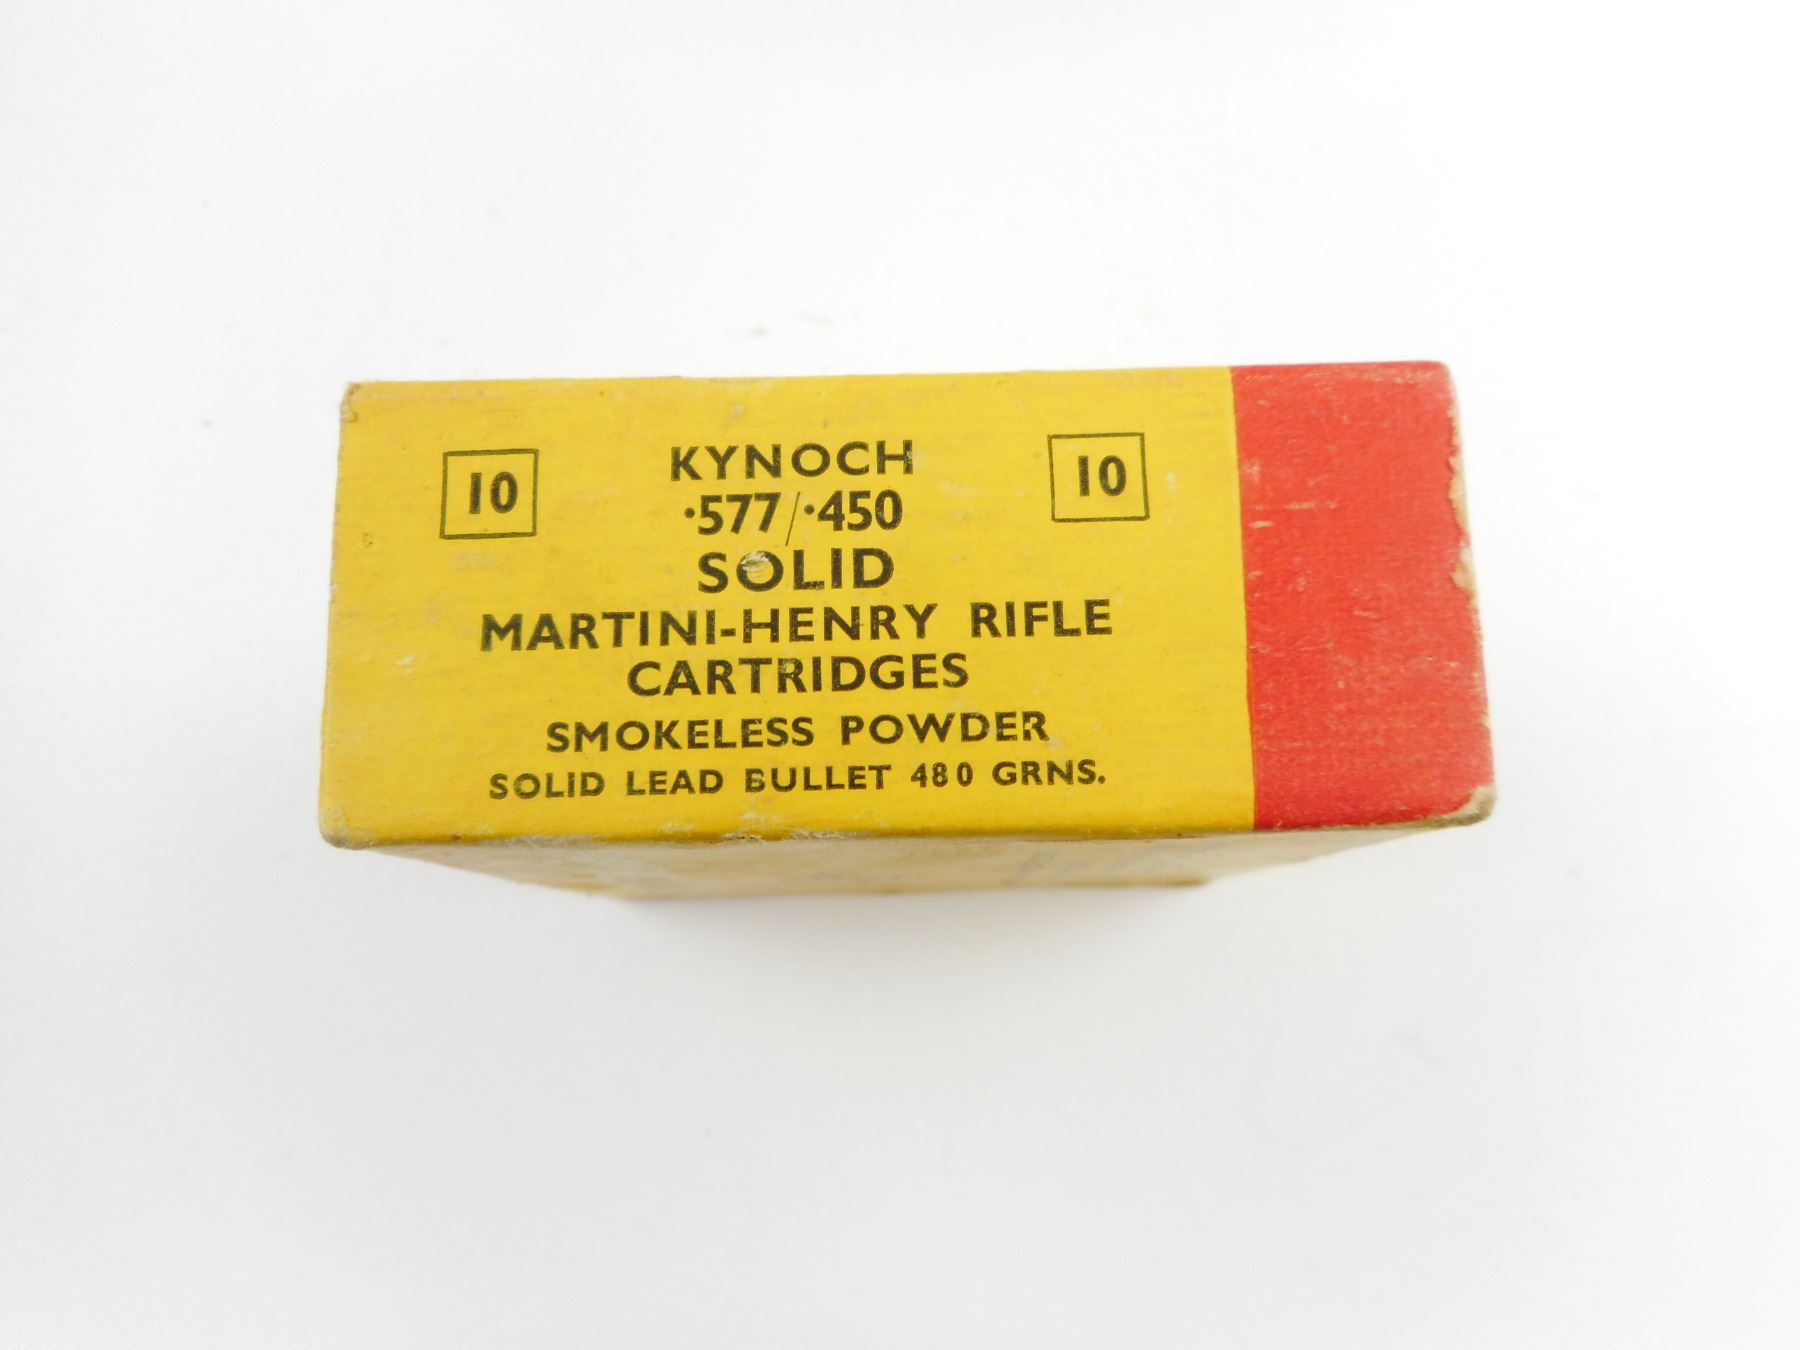 10 KYNOCH 10
·577/·450
SOLID
MARTINI-HENRY RIFLE
CARTRIDGES
SMOKELESS POWDER
SOLID LEAD BULLET 480 GRNS.